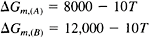 ΔG_{m,(A)} = 8000 − 10T
ΔG_{m,(B)} = 12,000 − 10T